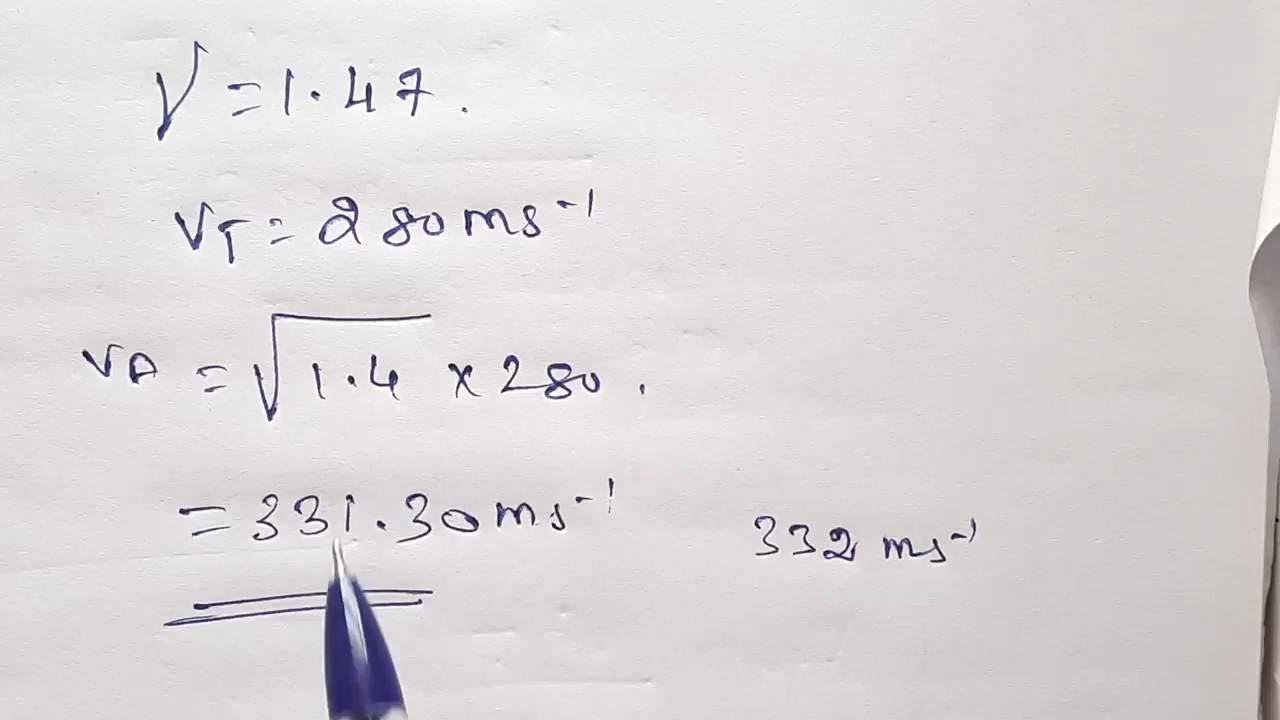 γ = 1.47.
VT = 280 ms⁻¹
VA = √1.4 × 280.
= 331.30 ms⁻¹
332 ms⁻¹